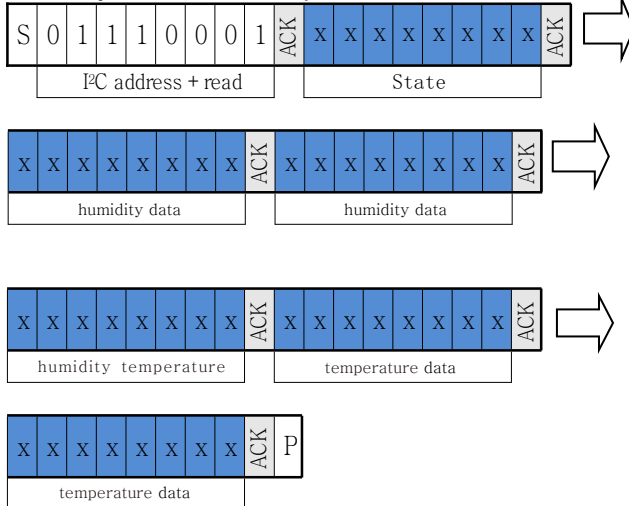 S 0 1 1 1 0 0 0 1 ACK x x x x x x x x ACK
I²C address + read State
x x x x x x x x ACK x x x x x x x x ACK
humidity data humidity data
x x x x x x x x ACK x x x x x x x x ACK
humidity temperature temperature data
x x x x x x x x ACK P
temperature data